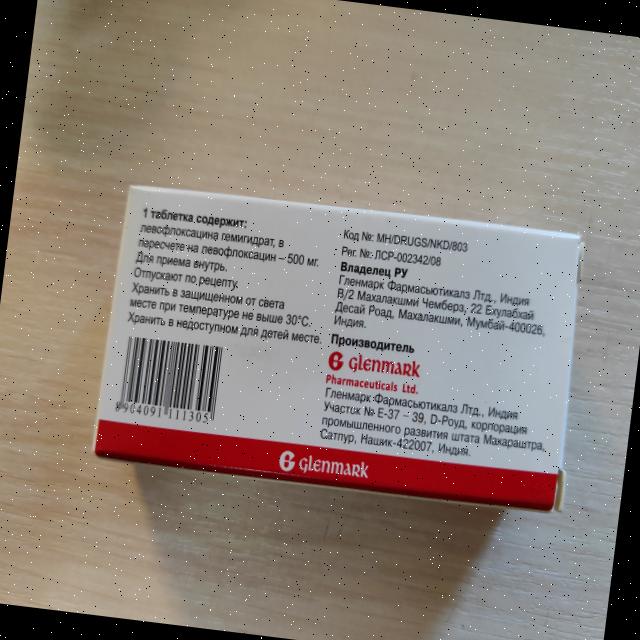 1 таблетка содержит:
левофлоксацина гемигидрат, в
пересчете на левофлоксацин – 500 мг.
Для приема внутрь.
Отпускают по рецепту.
Хранить в защищенном от света
месте при температуре не выше 30°С.
Хранить в недоступном для детей месте.
8 904091 111305
Код №: MH/DRUGS/NKD/803
Рег. №: ЛСР-002342/08
Владелец РУ
Гленмарк Фармасьютикалз Лтд., Индия
В/2 Махалакшми Чемберз, 22 Бхулабхай
Десай Роад, Махалакшми, Мумбай-400026,
Индия.
Производитель
G GLENMARK
Pharmaceuticals Ltd.
Гленмарк Фармасьютикалз Лтд., Индия
Участок № Е-37 – 39, D-Роуд, корпорация
промышленного развития штата Махараштра,
Сатпур, Нашик-422007, Индия.
G GLENMARK